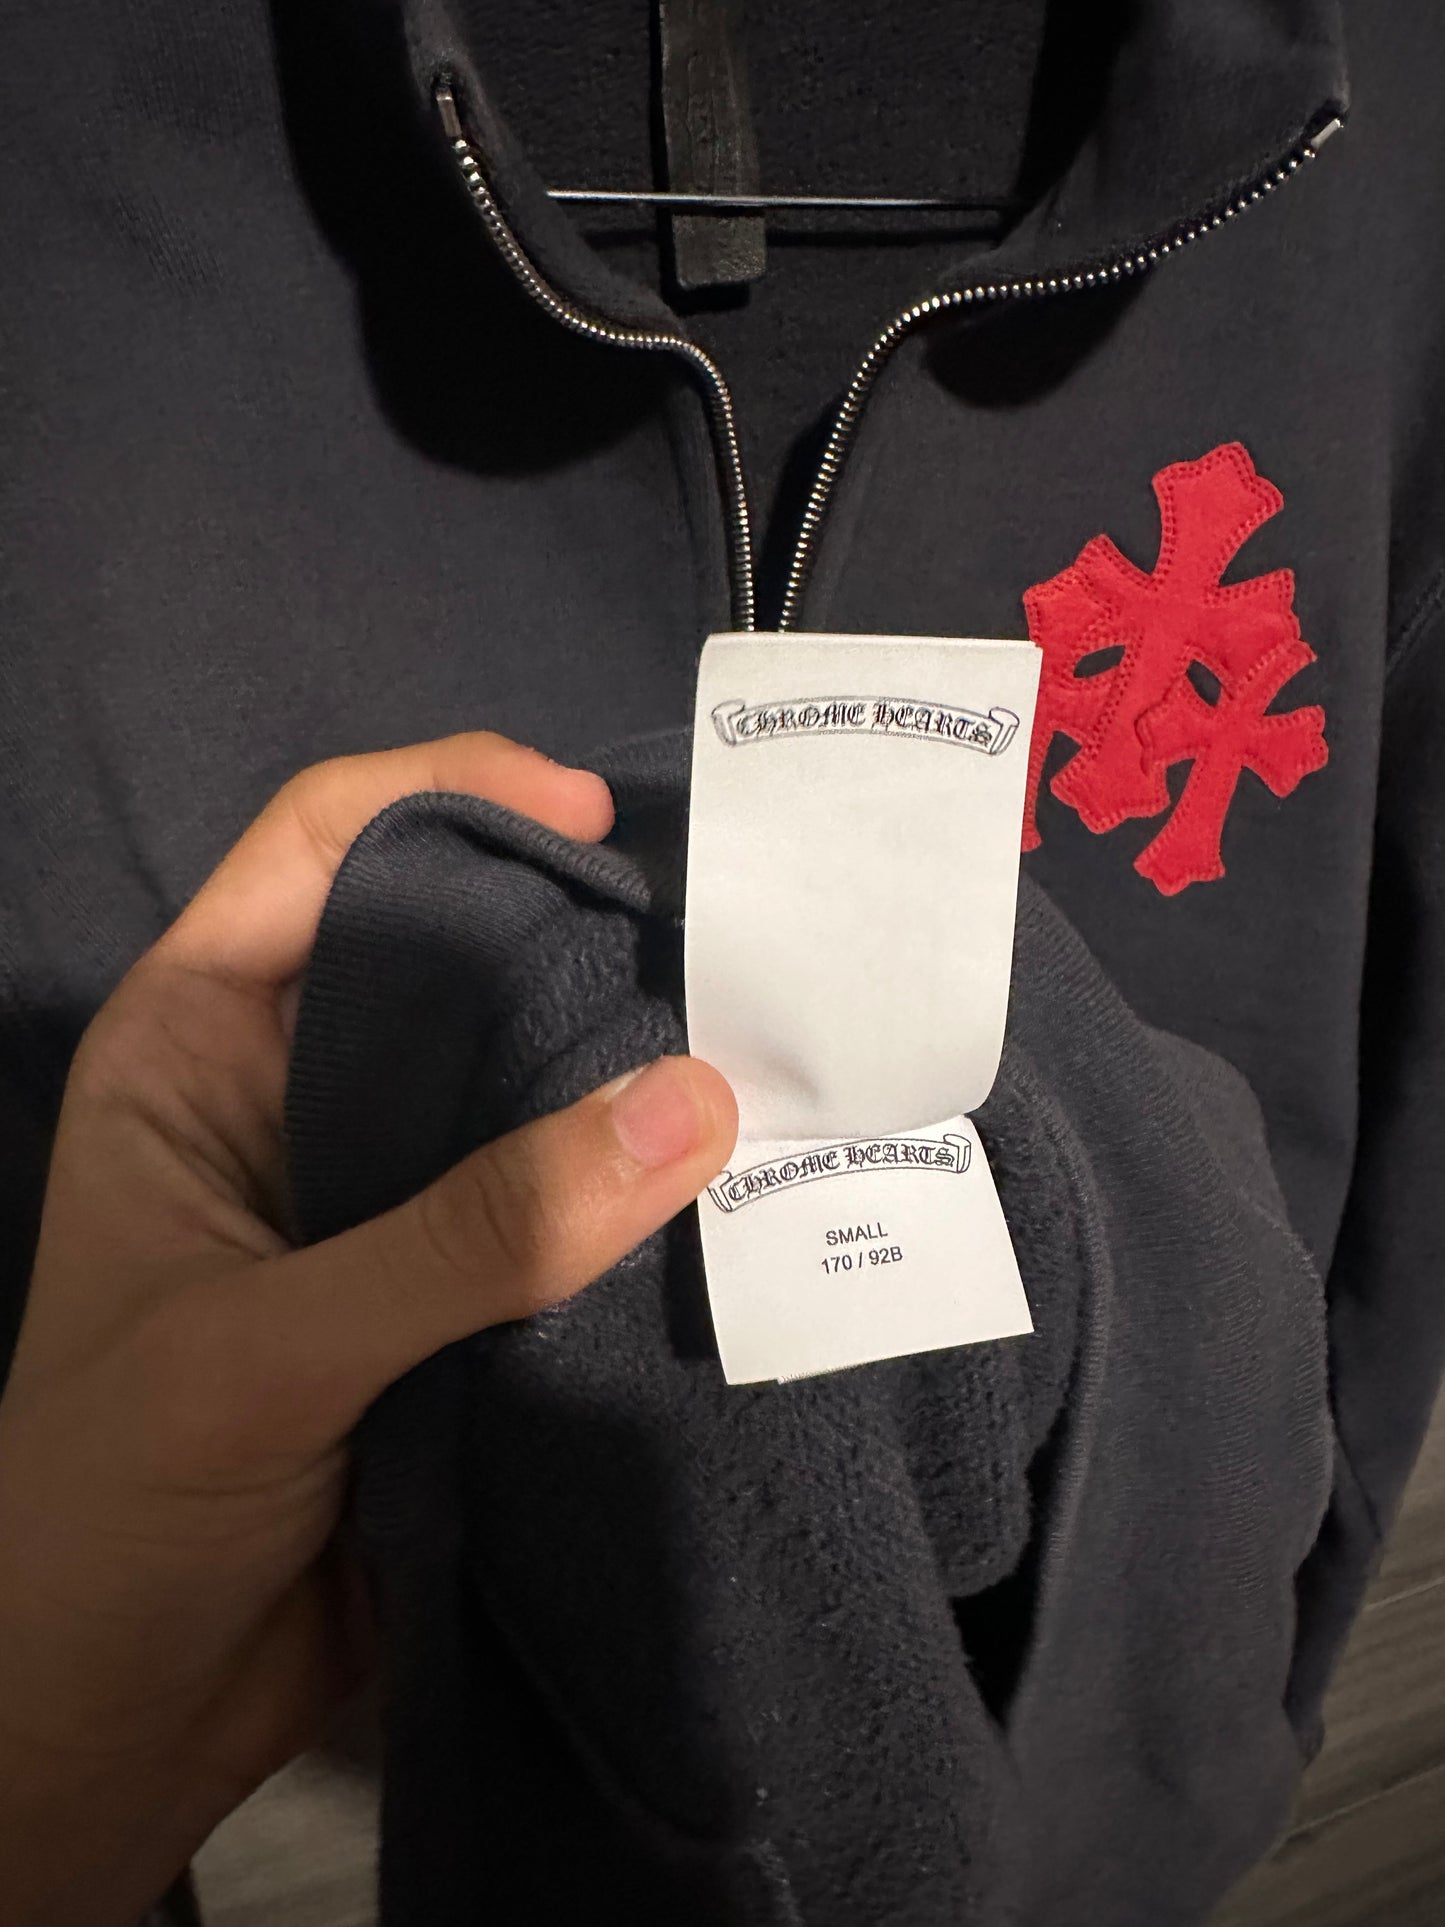 CHROME HEARTS
CHROME HEARTS
SMALL
170 / 92B